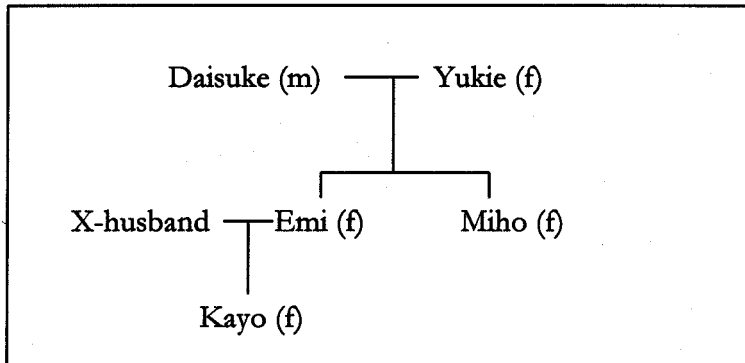 Daisuke (m) Yukie (f)
X-husband Emi (f) Miho (f)
Kayo (f)